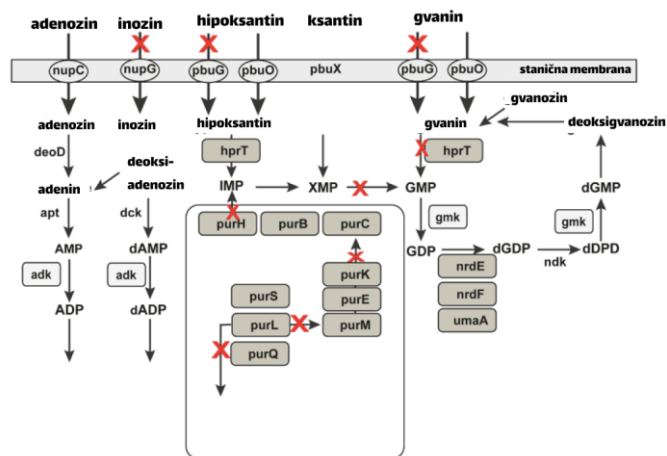 adenozin inozin hipoksantin ksantin gvanin
nupC nupG pbuG pbuO pbuX pbuG pbuO stanična membrana
gvanozin
adenozin inozin hipoksantin gvanin deoksigvanozin
deoD hprT hprT
deoksi-
adenozin
adenin IMP XMP GMP dGMP
apt dck gmk gmk
purH purB purC
AMP dAMP GDP dGDP ndk dDPD
adk adk purK nrdE
purS purE nrdF
ADP dADP purL purM umaA
purQ